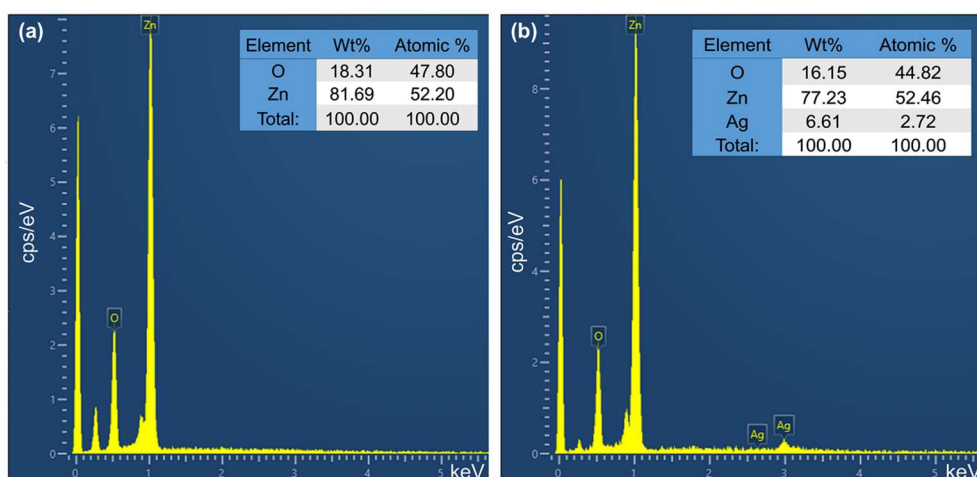 (a)
Zn
Element Wt% Atomic %
O 18.31 47.80
Zn 81.69 52.20
Total: 100.00 100.00
7
6
5
4
3
2
1
0
cps/eV
O
0 1 2 3 4 5 keV
(b)
Zn
Element Wt% Atomic %
O 16.15 44.82
Zn 77.23 52.46
Ag 6.61 2.72
Total: 100.00 100.00
8
6
4
2
0
cps/eV
O
Ag Ag
0 1 2 3 4 5 keV